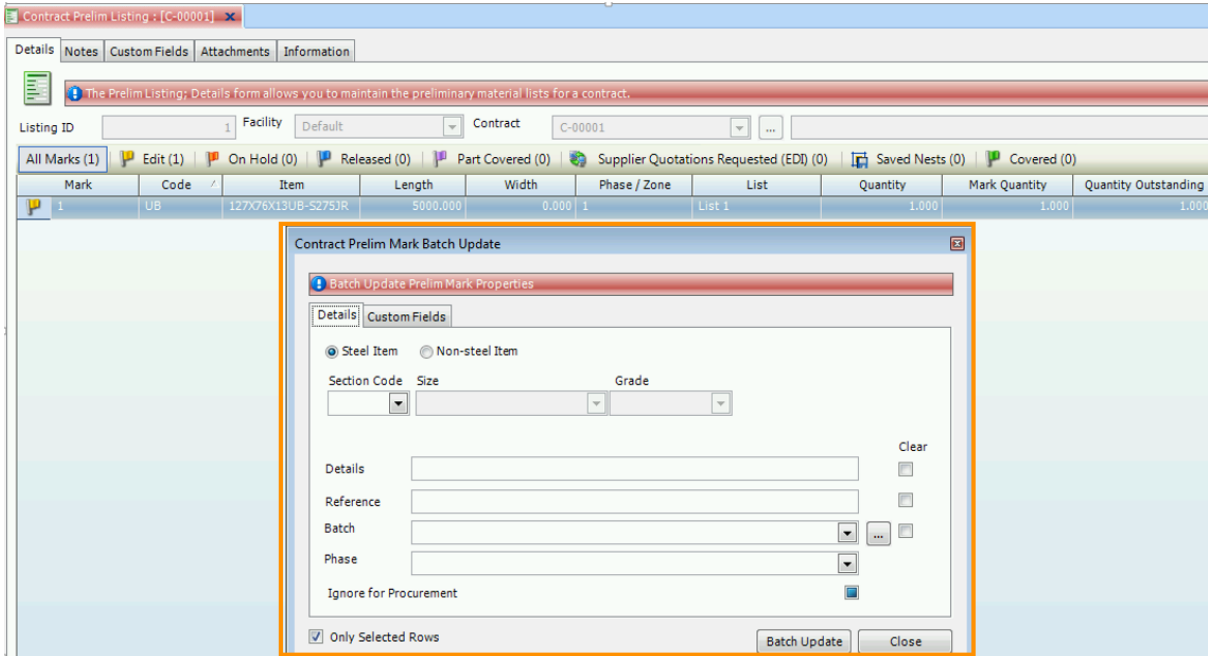 Contract Prelim Listing : [C-00001]
Details Notes Custom Fields Attachments Information
The Prelim Listing; Details form allows you to maintain the preliminary material lists for a contract.
Listing ID 1 Facility Default Contract C-00001 ...
All Marks (1) Edit (1) On Hold (0) Released (0) Part Covered (0) Supplier Quotations Requested (EDI) (0) Saved Nests (0) Covered (0)
Mark Code Item Length Width Phase / Zone List Quantity Mark Quantity Quantity Outstanding
1 UB 127X76X13UB-S275JR 5000.000 0.000 1 List 1 1.000 1.000 1.000
Contract Prelim Mark Batch Update
Batch Update Prelim Mark Properties
Details Custom Fields
Steel Item Non-steel Item
Section Code Size Grade
Clear
Details
Reference
Batch ...
Phase
Ignore for Procurement
Only Selected Rows Batch Update Close